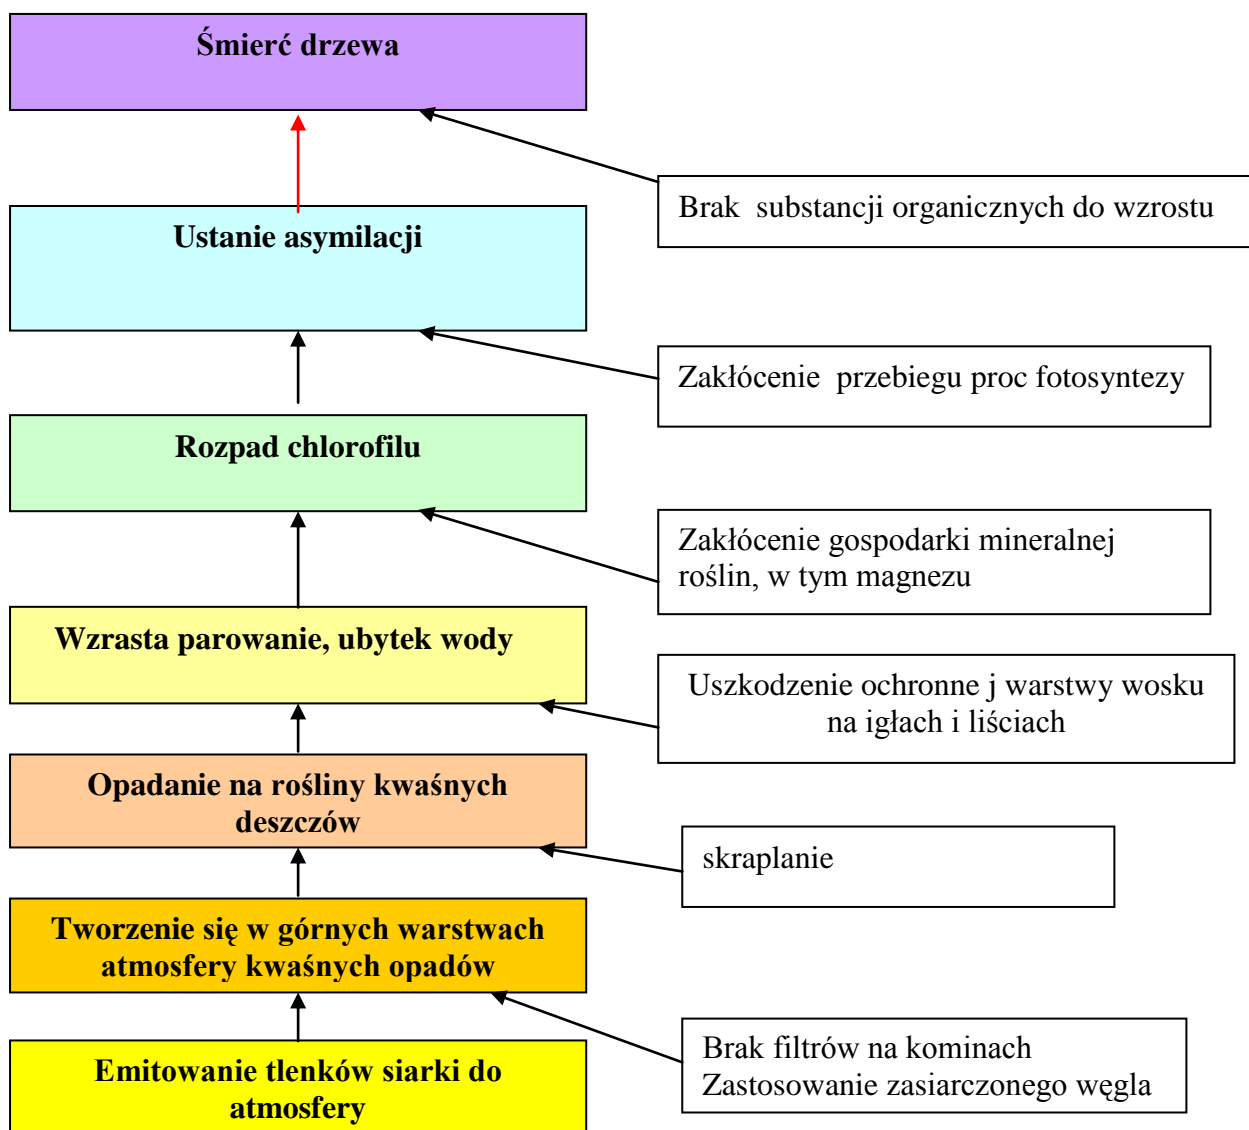 Śmierć drzewa
Brak  substancji organicznych do wzrostu
Ustanie asymilacji
Zakłócenie  przebiegu proc fotosyntezy
Rozpad chlorofilu
Zakłócenie gospodarki mineralnej
roślin, w tym magnezu
Wzrasta parowanie, ubytek wody
Uszkodzenie ochronne j warstwy wosku
na igłach i liściach
Opadanie na rośliny kwaśnych
deszczów
skraplanie
Tworzenie się w górnych warstwach
atmosfery kwaśnych opadów
Brak filtrów na kominach
Zastosowanie zasiarczonego węgla
Emitowanie tlenków siarki do
atmosfery